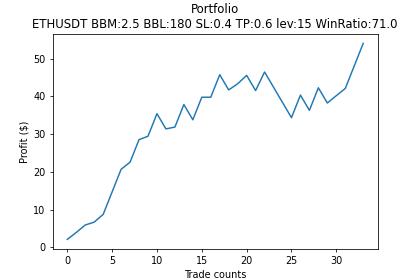 Portfolio
ETHUSDT BBM:2.5 BBL:180 SL:0.4 TP:0.6 lev:15 WinRatio:71.0
Profit ($)
50
40
30
20
10
0
0 5 10 15 20 25 30
Trade counts